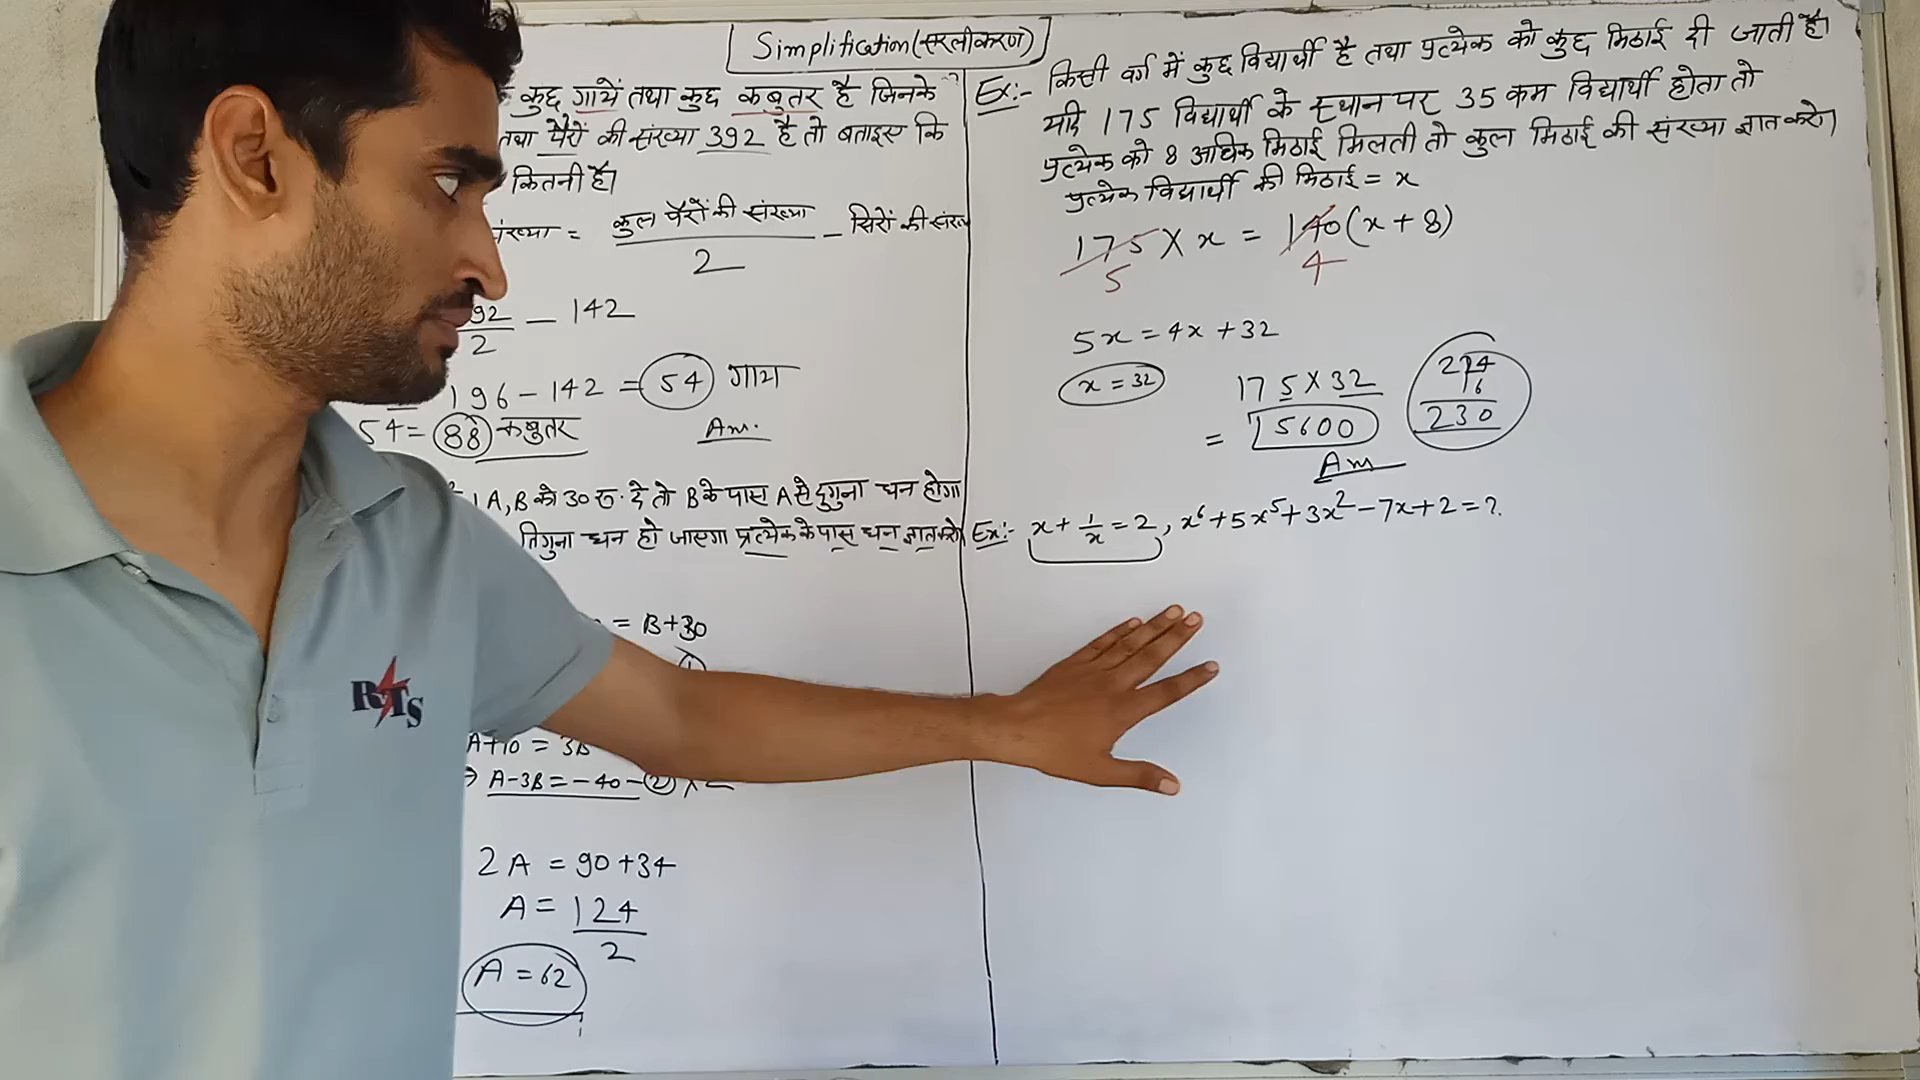 Simplification(सरलीकरण)
कुछ गायें तथा कुछ कबुतर है जिनके
तथा पैरों की संख्या 392 है तो बताइए कि
कितनी है।
संख्या = कुल पैरों की संख्या / 2 - सिरों की संख्
92 / 2 - 142
196 - 142 = 54 गाय
54 = 88 कबुतर
Ans.
A, B को 30 रु. दे तो B के पास A से दुगुना धन होगा
तिगुना धन हो जाएगा प्रत्येक के पास धन ज्ञात करो
= B+30
A+10 = 3B
⇒ A-3B = -40 - ②
2A = 90+34
A = 124 / 2
A = 62
Ex:- किसी वर्ग में कुछ विद्यार्थी है तथा प्रत्येक को कुछ मिठाई दी जाती है।
यदि 175 विद्यार्थी के स्थान पर 35 कम विद्यार्थी होता तो
प्रत्येक को 8 अधिक मिठाई मिलती तो कुल मिठाई की संख्या ज्ञात करो।
प्रत्येक विद्यार्थी की मिठाई = x
175 X x = 140(x+8)
5 4
5x = 4x + 32
x = 32
175 X 32
= 5600
Ans
224
6
230
Ex:- x + 1/x = 2, x⁶+5x⁵+3x²-7x+2 = ?
RTS